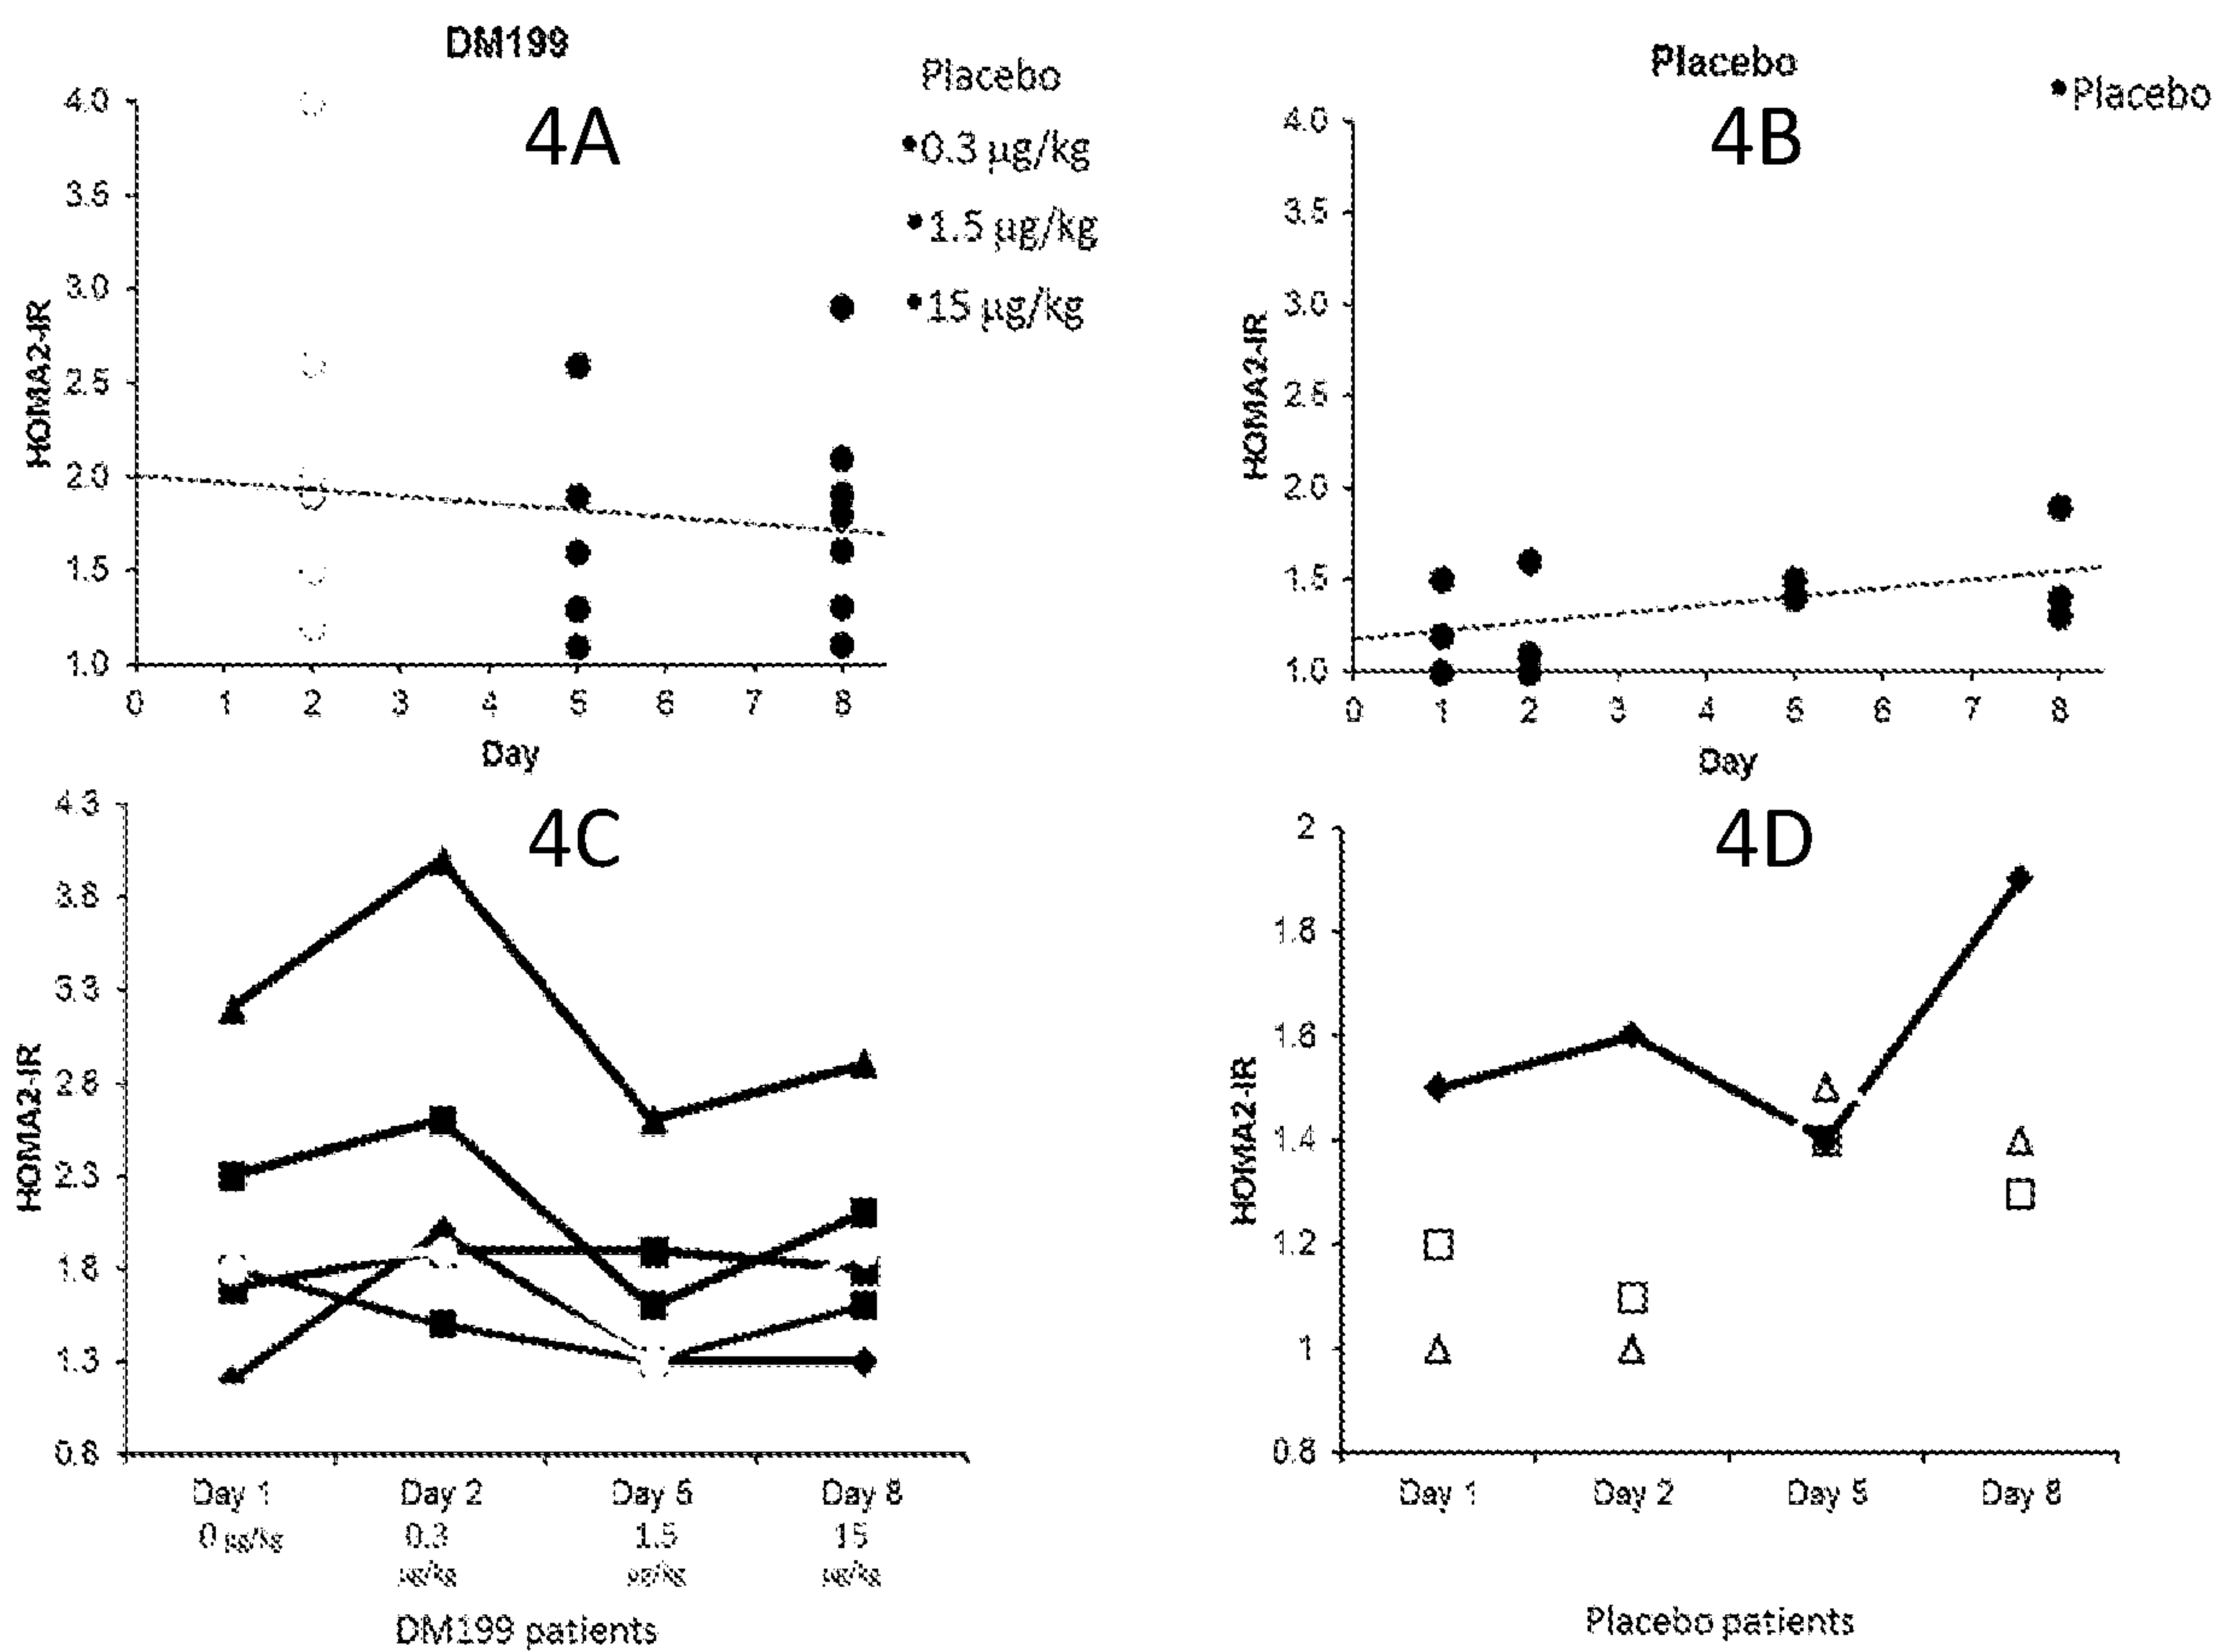 DM199
4A
Placebo
•0.3 µg/kg
•1.5 µg/kg
•15 µg/kg
4.0
3.5
3.0
2.5
2.0
1.5
1.0
HOMA2-IR
0 1 2 3 4 5 6 7 8
Day
Placebo
4B
•Placebo
4.0
3.5
3.0
2.5
2.0
1.5
1.0
HOMA2-IR
0 1 2 3 4 5 6 7 8
Day
4C
4.3
3.8
3.3
2.8
2.3
1.8
1.3
0.8
HOMA2-IR
Day 1 Day 2 Day 5 Day 8
0 µg/kg 0.3 1.5 15
µg/kg µg/kg µg/kg
DM199 patients
4D
2
1.8
1.6
1.4
1.2
1
0.8
HOMA2-IR
Day 1 Day 2 Day 5 Day 8
Placebo patients